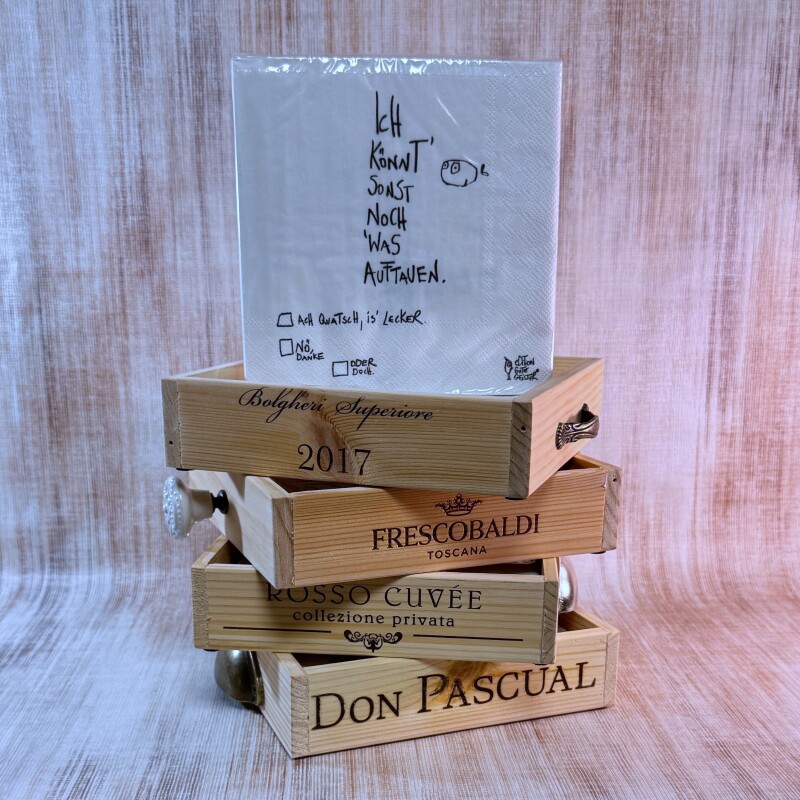 ICH
KÖNNT'
SONST
NOCH
'WAS
AUFTAUEN.
ACH QUATSCH, iS' LECKER.
NÖ,
DANKE
ODER
DOCH.
Bolgheri Superiore
2017
FRESCOBALDI
TOSCANA
ROSSO CUVÉE
collezione privata
DON PASCUAL